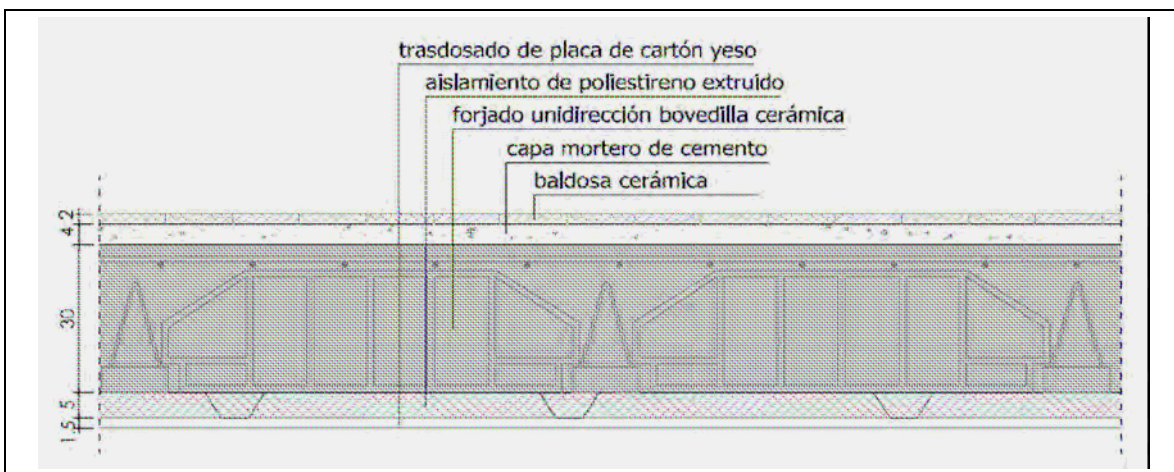 trasdosado de placa de cartón yeso
aislamiento de poliestireno extruido
forjado unidirección bovedilla cerámica
capa mortero de cemento
baldosa cerámica
2
4
30
5
1,5